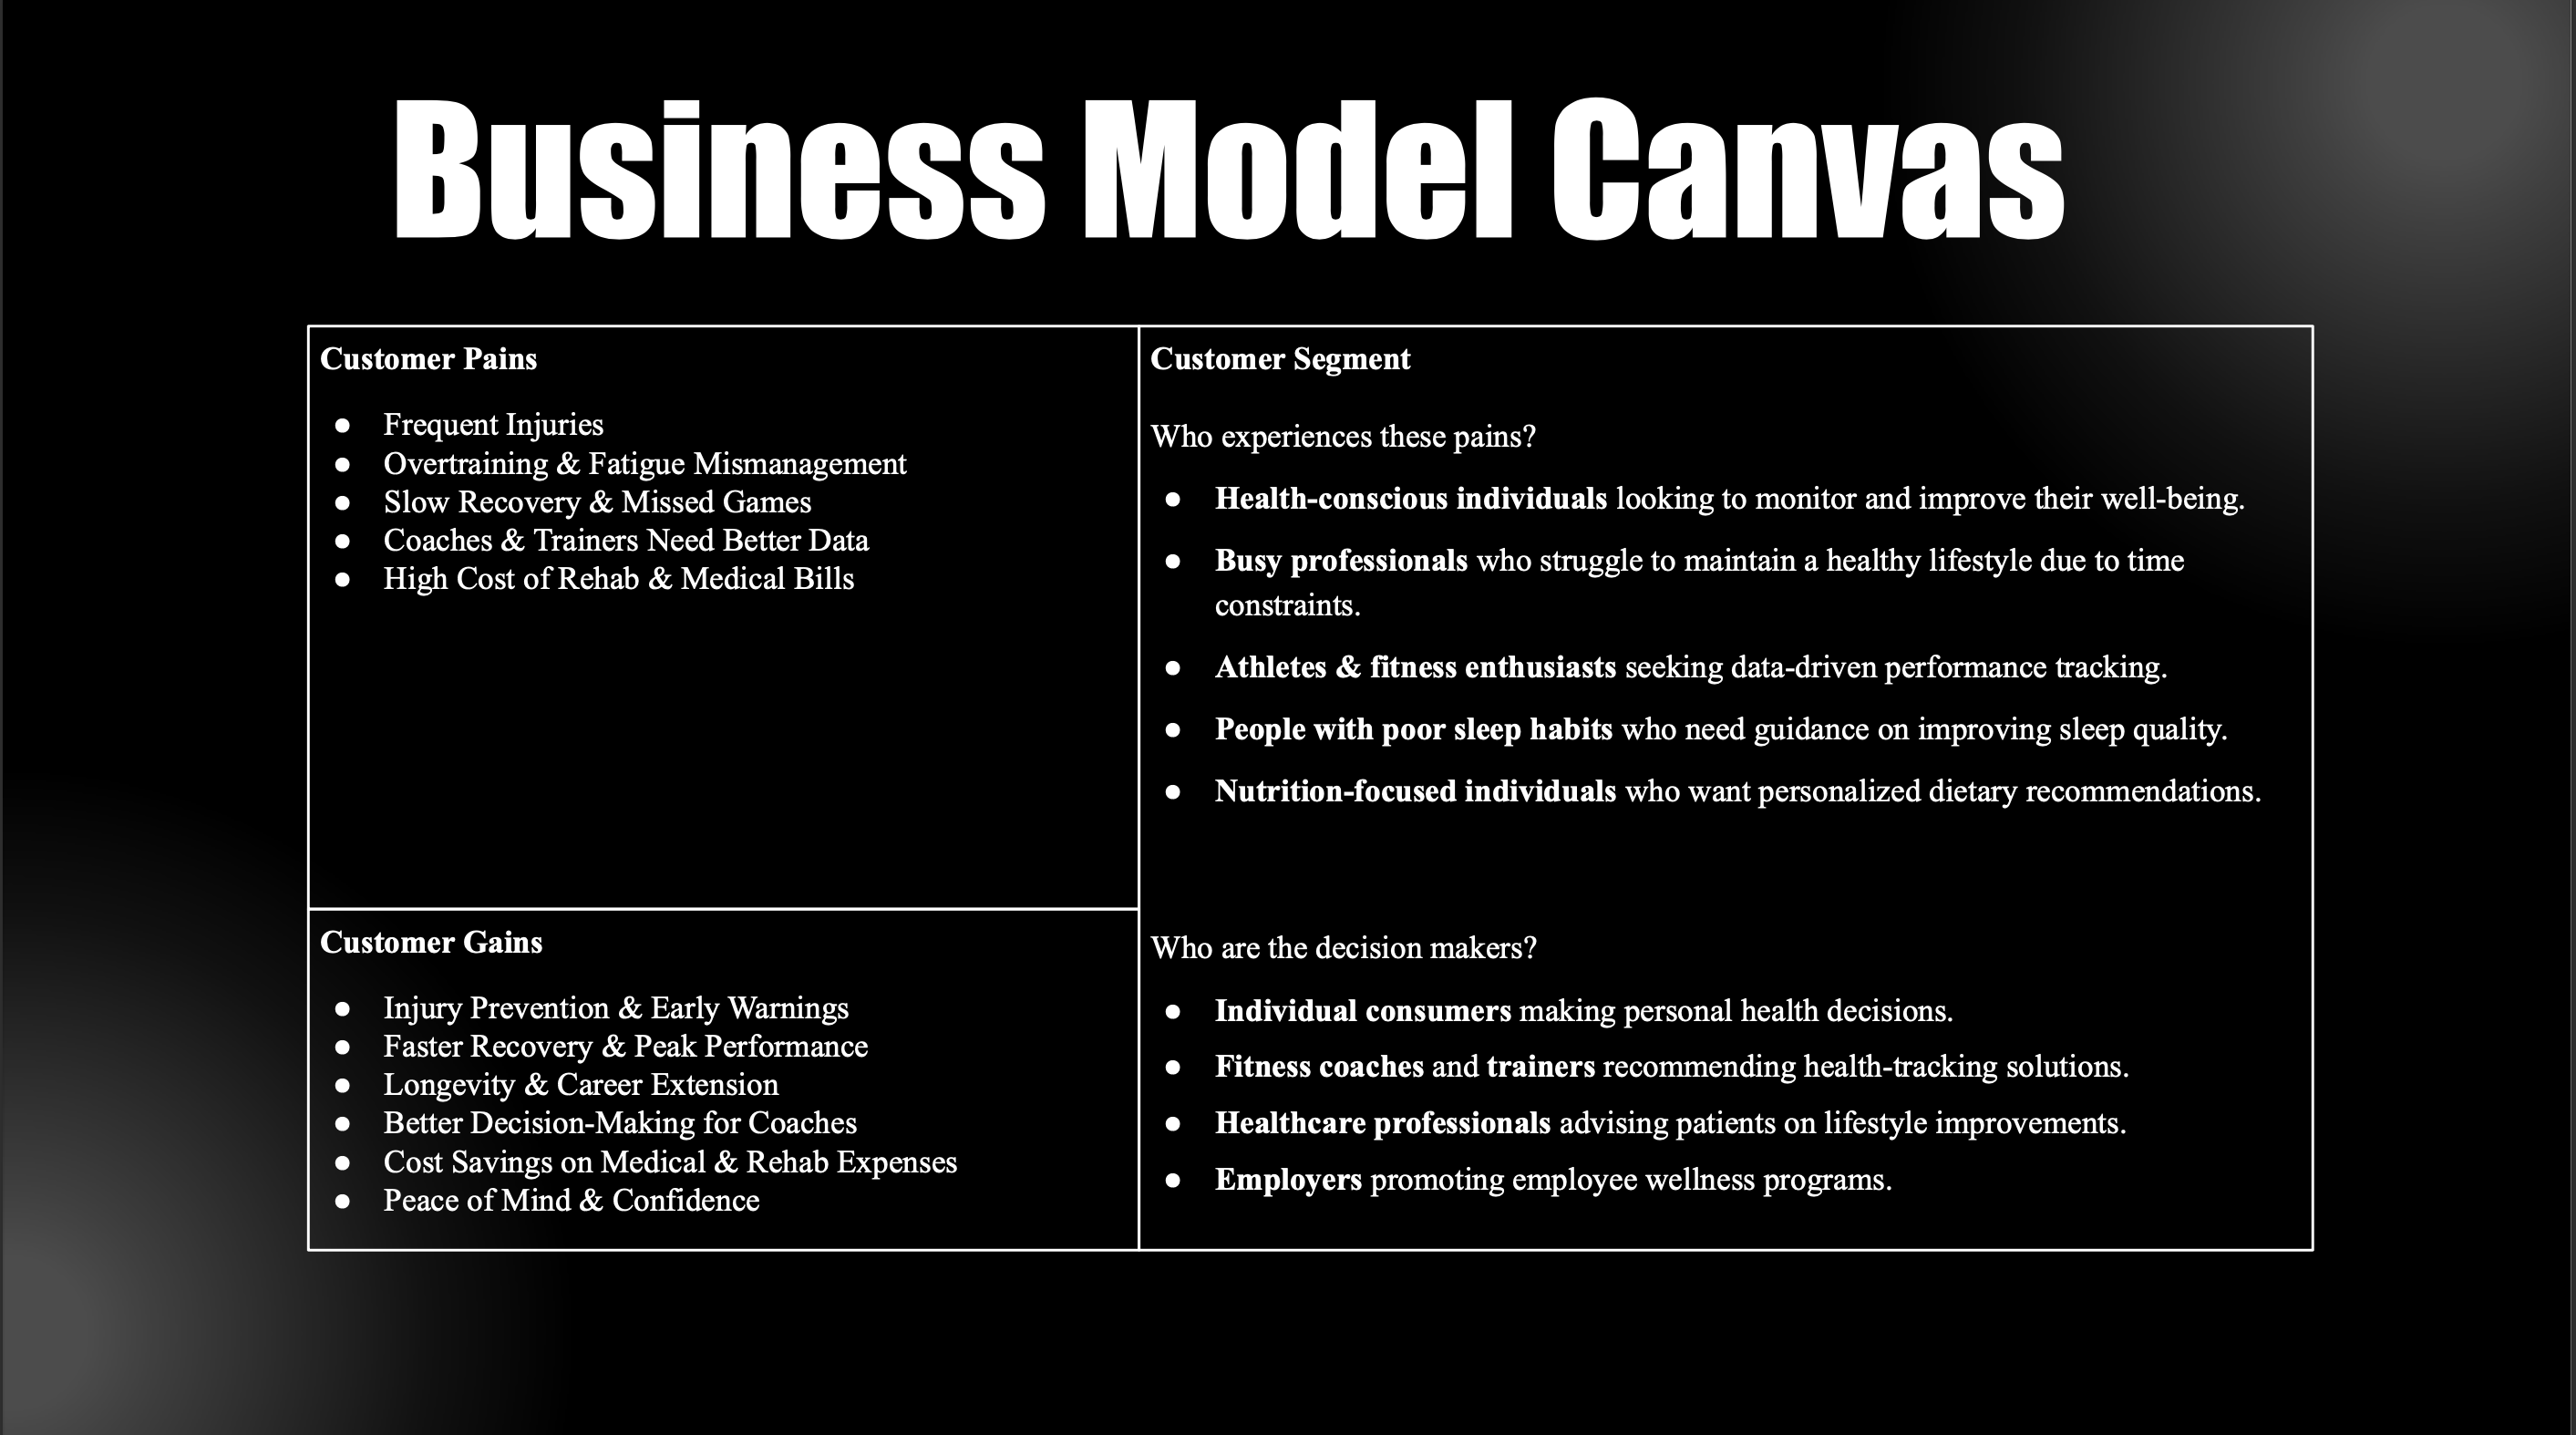 Business Model Canvas
Customer Pains
● Frequent Injuries
● Overtraining & Fatigue Mismanagement
● Slow Recovery & Missed Games
● Coaches & Trainers Need Better Data
● High Cost of Rehab & Medical Bills
Customer Gains
● Injury Prevention & Early Warnings
● Faster Recovery & Peak Performance
● Longevity & Career Extension
● Better Decision-Making for Coaches
● Cost Savings on Medical & Rehab Expenses
● Peace of Mind & Confidence
Customer Segment
Who experiences these pains?
● Health-conscious individuals looking to monitor and improve their well-being.
● Busy professionals who struggle to maintain a healthy lifestyle due to time
constraints.
● Athletes & fitness enthusiasts seeking data-driven performance tracking.
● People with poor sleep habits who need guidance on improving sleep quality.
● Nutrition-focused individuals who want personalized dietary recommendations.
Who are the decision makers?
● Individual consumers making personal health decisions.
● Fitness coaches and trainers recommending health-tracking solutions.
● Healthcare professionals advising patients on lifestyle improvements.
● Employers promoting employee wellness programs.